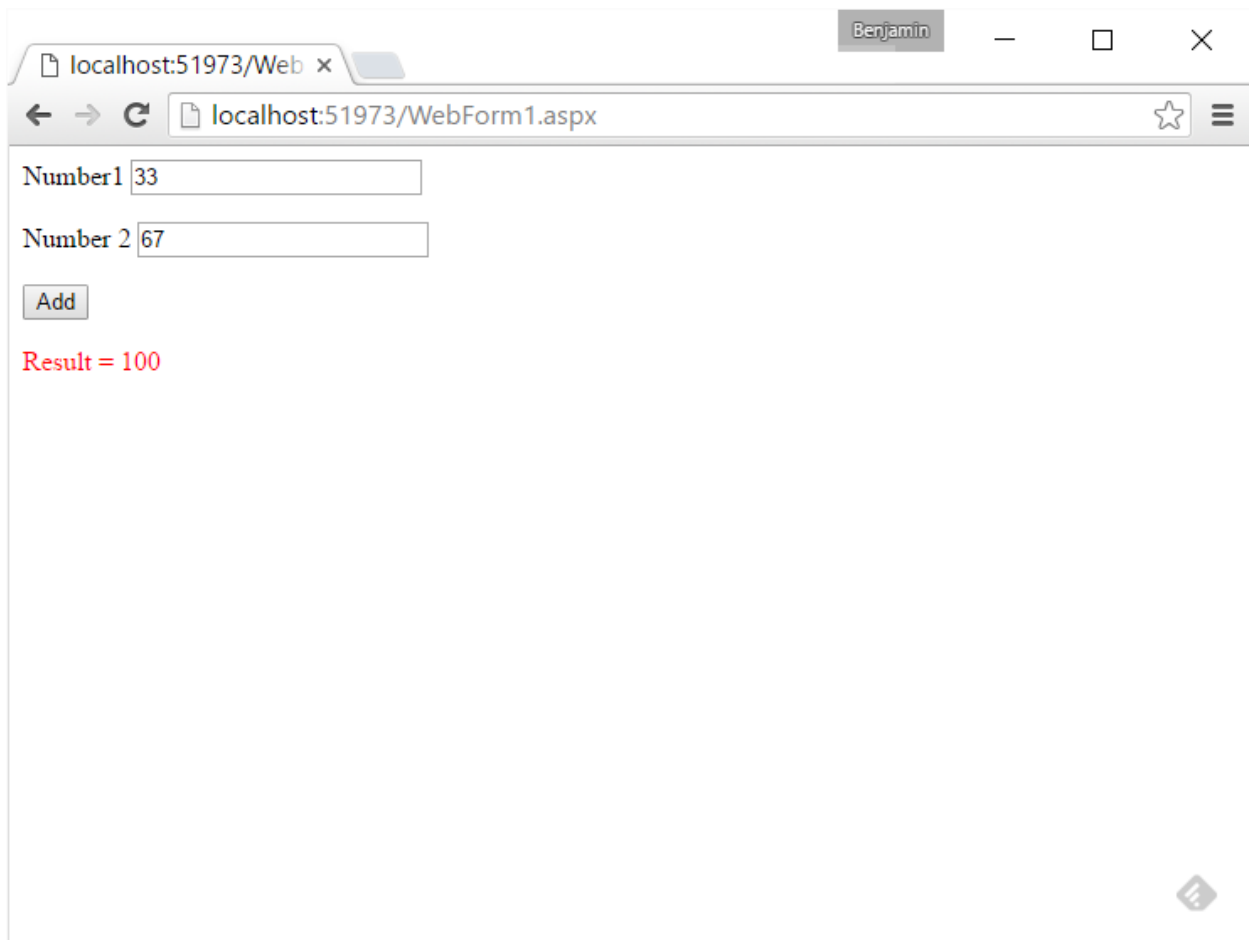 Benjamin
localhost:51973/Web
localhost:51973/WebForm1.aspx
Number1 33
Number 2 67
Add
Result = 100